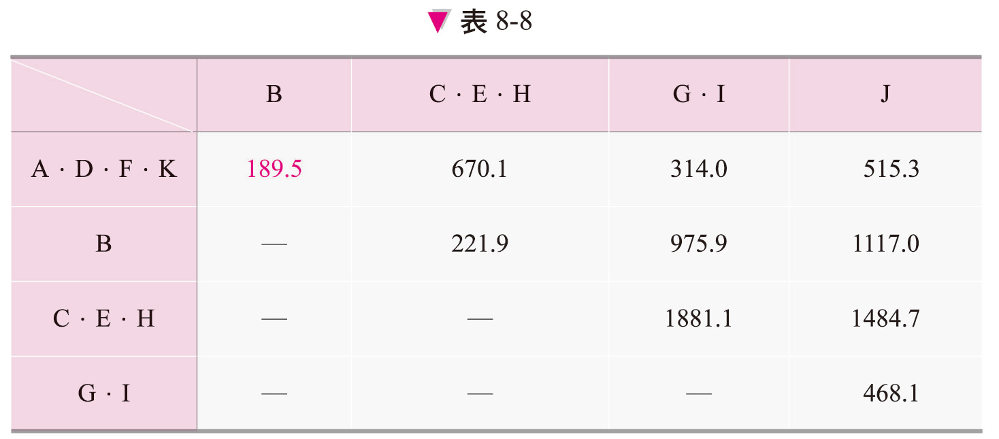 ▼ 表 8-8
B C · E · H G · I J
A · D · F · K 189.5 670.1 314.0 515.3
B — 221.9 975.9 1117.0
C · E · H — — 1881.1 1484.7
G · I — — — 468.1